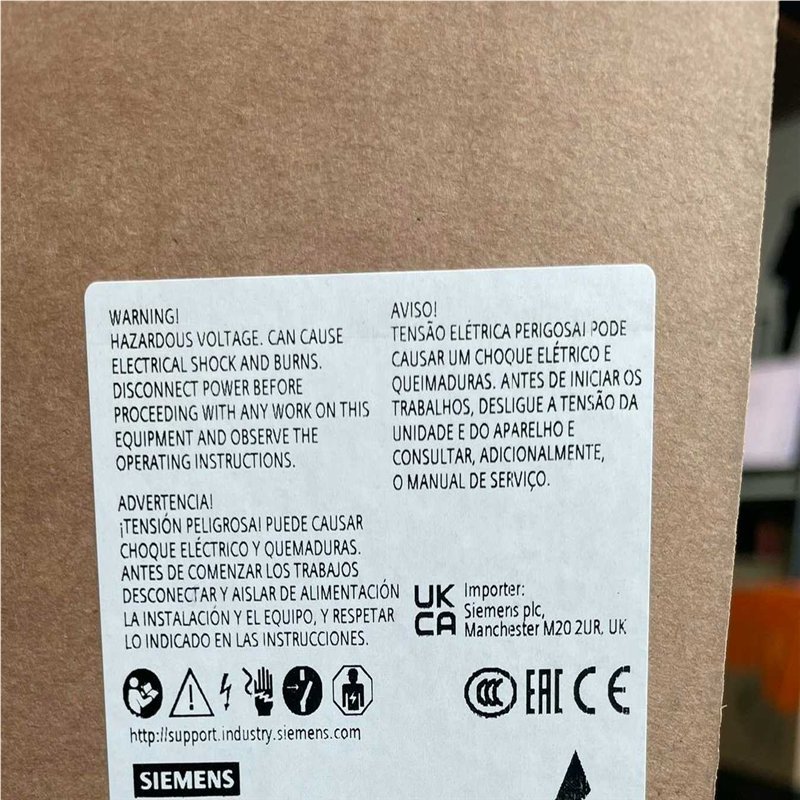 WARNING!
HAZARDOUS VOLTAGE. CAN CAUSE
ELECTRICAL SHOCK AND BURNS.
DISCONNECT POWER BEFORE
PROCEEDING WITH ANY WORK ON THIS
EQUIPMENT AND OBSERVE THE
OPERATING INSTRUCTIONS.
AVISO!
TENSÃO ELÉTRICA PERIGOSA! PODE
CAUSAR UM CHOQUE ELÉTRICO E
QUEIMADURAS. ANTES DE INICIAR OS
TRABALHOS, DESLIGUE A TENSÃO DA
UNIDADE E DO APARELHO E
CONSULTAR, ADICIONALMENTE,
O MANUAL DE SERVIÇO.
ADVERTENCIA!
¡TENSIÓN PELIGROSA! PUEDE CAUSAR
CHOQUE ELÉCTRICO Y QUEMADURAS.
ANTES DE COMENZAR LOS TRABAJOS
DESCONECTAR Y AISLAR DE ALIMENTACIÓN
LA INSTALACIÓN Y EL EQUIPO, Y RESPETAR
LO INDICADO EN LAS INSTRUCCIONES.
UK
CA
Importer:
Siemens plc,
Manchester M20 2UR, UK
CCC EAC CE
http://support.industry.siemens.com
SIEMENS